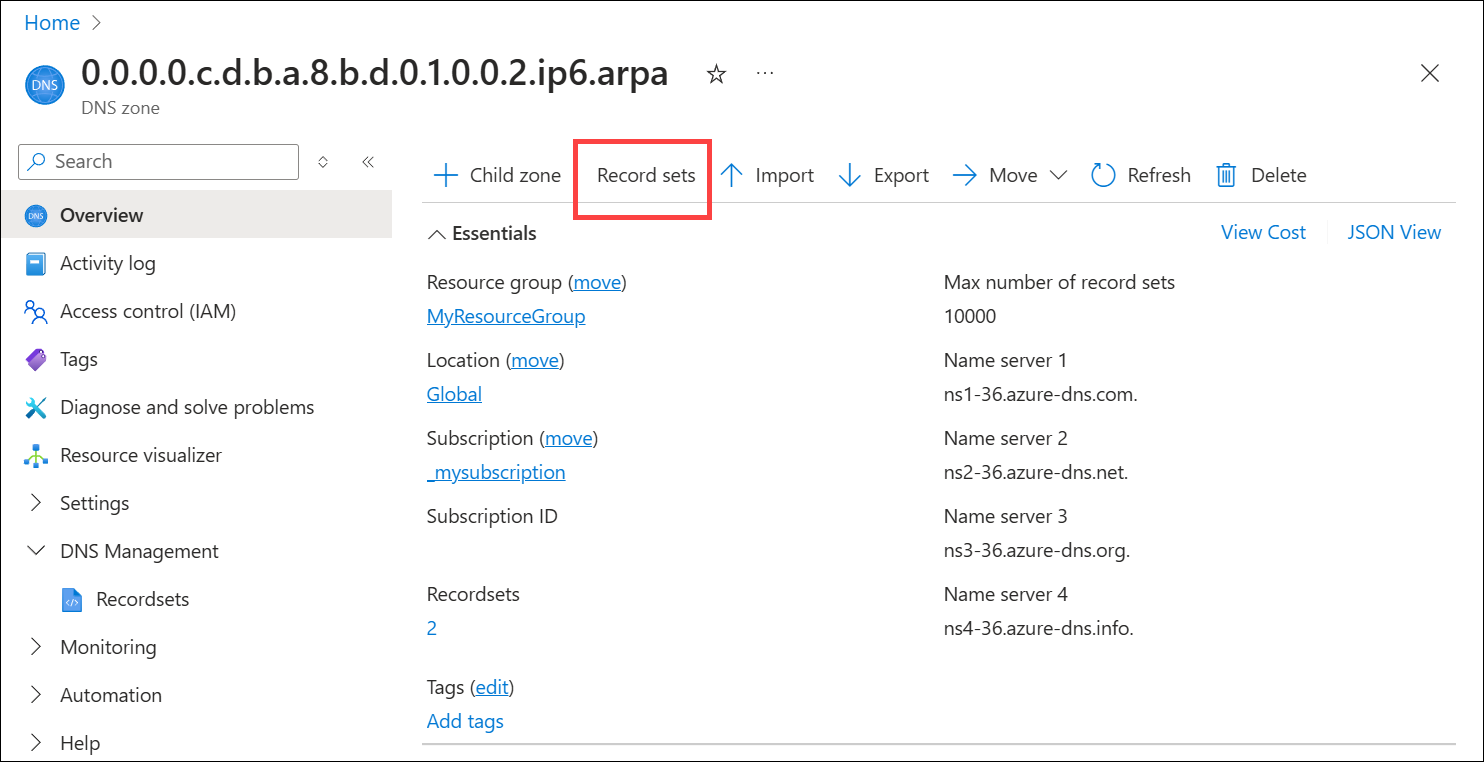 Home
DNS
0.0.0.0.c.d.b.a.8.b.d.0.1.0.0.2.ip6.arpa
DNS zone
Search
DNS Overview
Activity log
Access control (IAM)
Tags
Diagnose and solve problems
Resource visualizer
Settings
DNS Management
Recordsets
Monitoring
Automation
Help
Child zone Record sets Import Export Move Refresh Delete
Essentials
View Cost JSON View
Resource group (move)
MyResourceGroup
Location (move)
Global
Subscription (move)
_mysubscription
Subscription ID
Recordsets
2
Tags (edit)
Add tags
Max number of record sets
10000
Name server 1
ns1-36.azure-dns.com.
Name server 2
ns2-36.azure-dns.net.
Name server 3
ns3-36.azure-dns.org.
Name server 4
ns4-36.azure-dns.info.